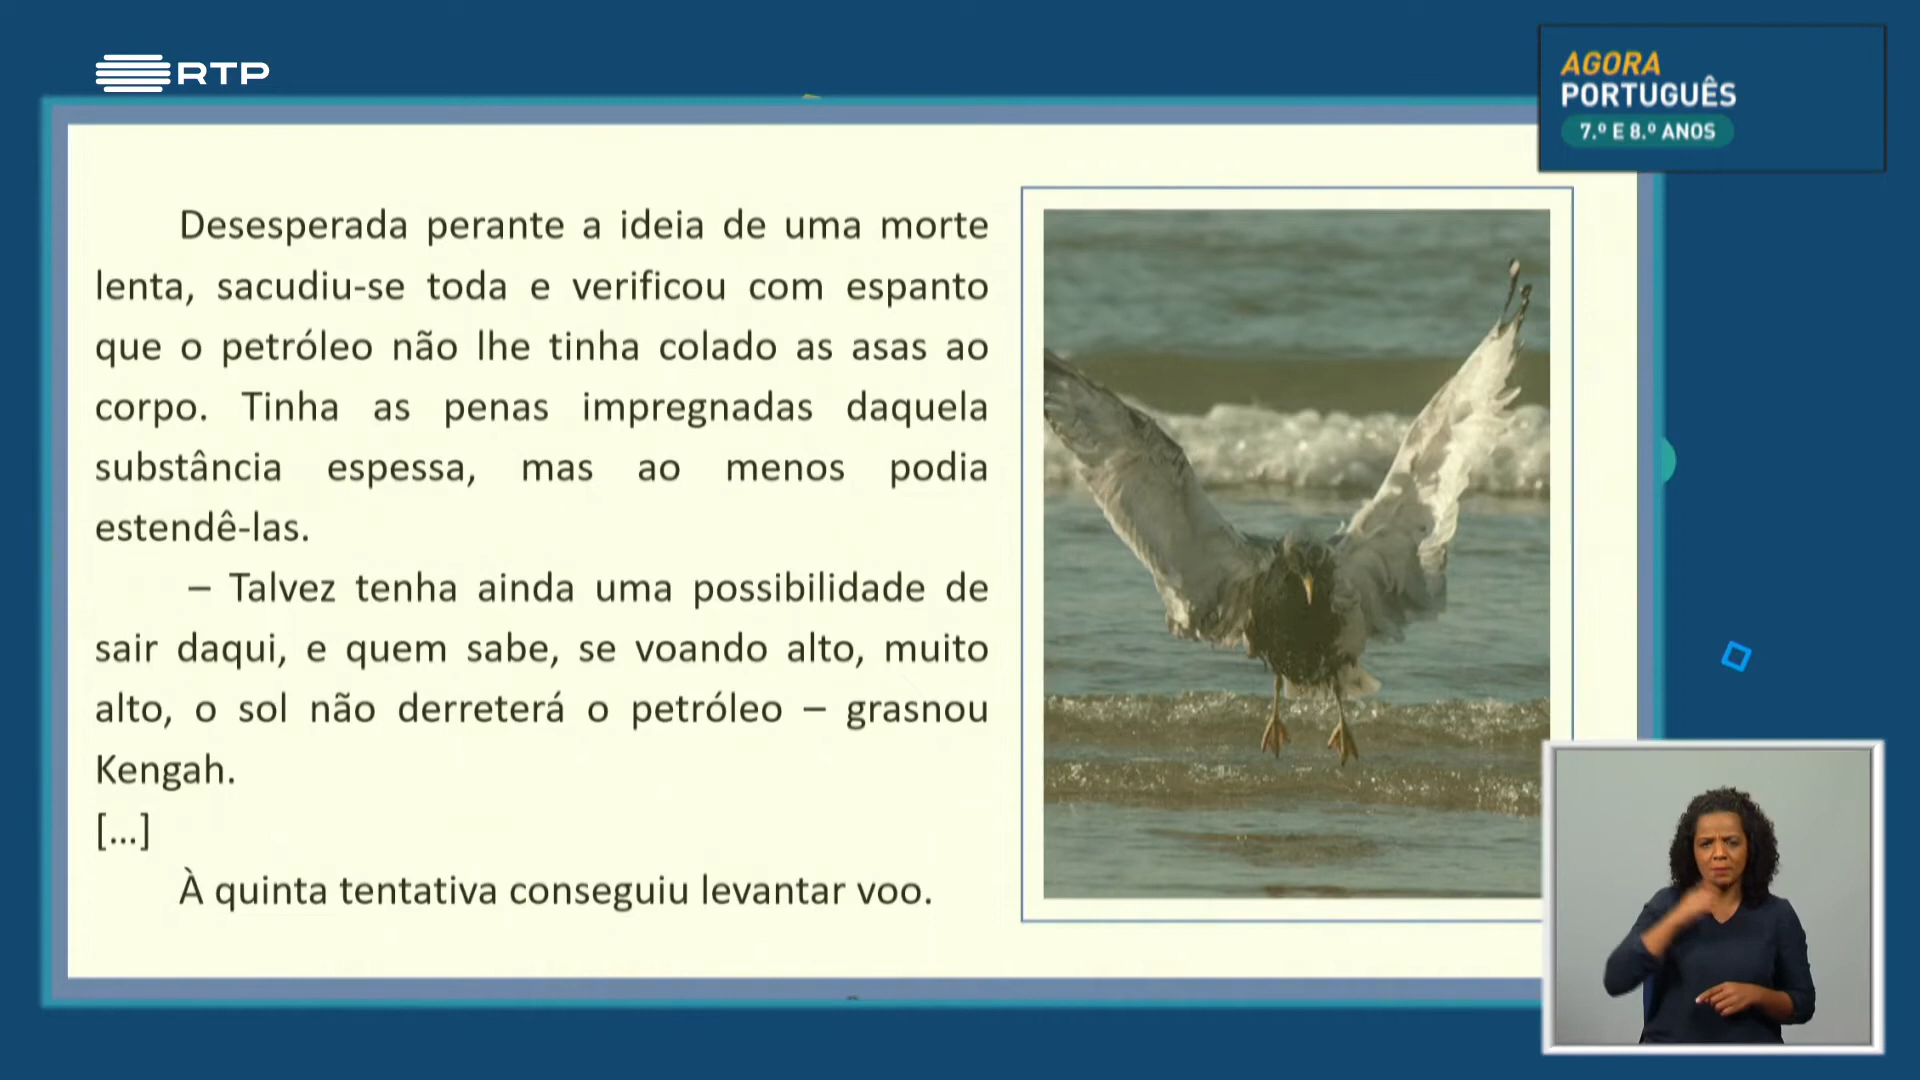 RTP
AGORA
PORTUGUÊS
7.º E 8.º ANOS
Desesperada perante a ideia de uma morte
lenta, sacudiu-se toda e verificou com espanto
que o petróleo não lhe tinha colado as asas ao
corpo. Tinha as penas impregnadas daquela
substância espessa, mas ao menos podia
estendê-las.
– Talvez tenha ainda uma possibilidade de
sair daqui, e quem sabe, se voando alto, muito
alto, o sol não derreterá o petróleo – grasnou
Kengah.
[...]
À quinta tentativa conseguiu levantar voo.